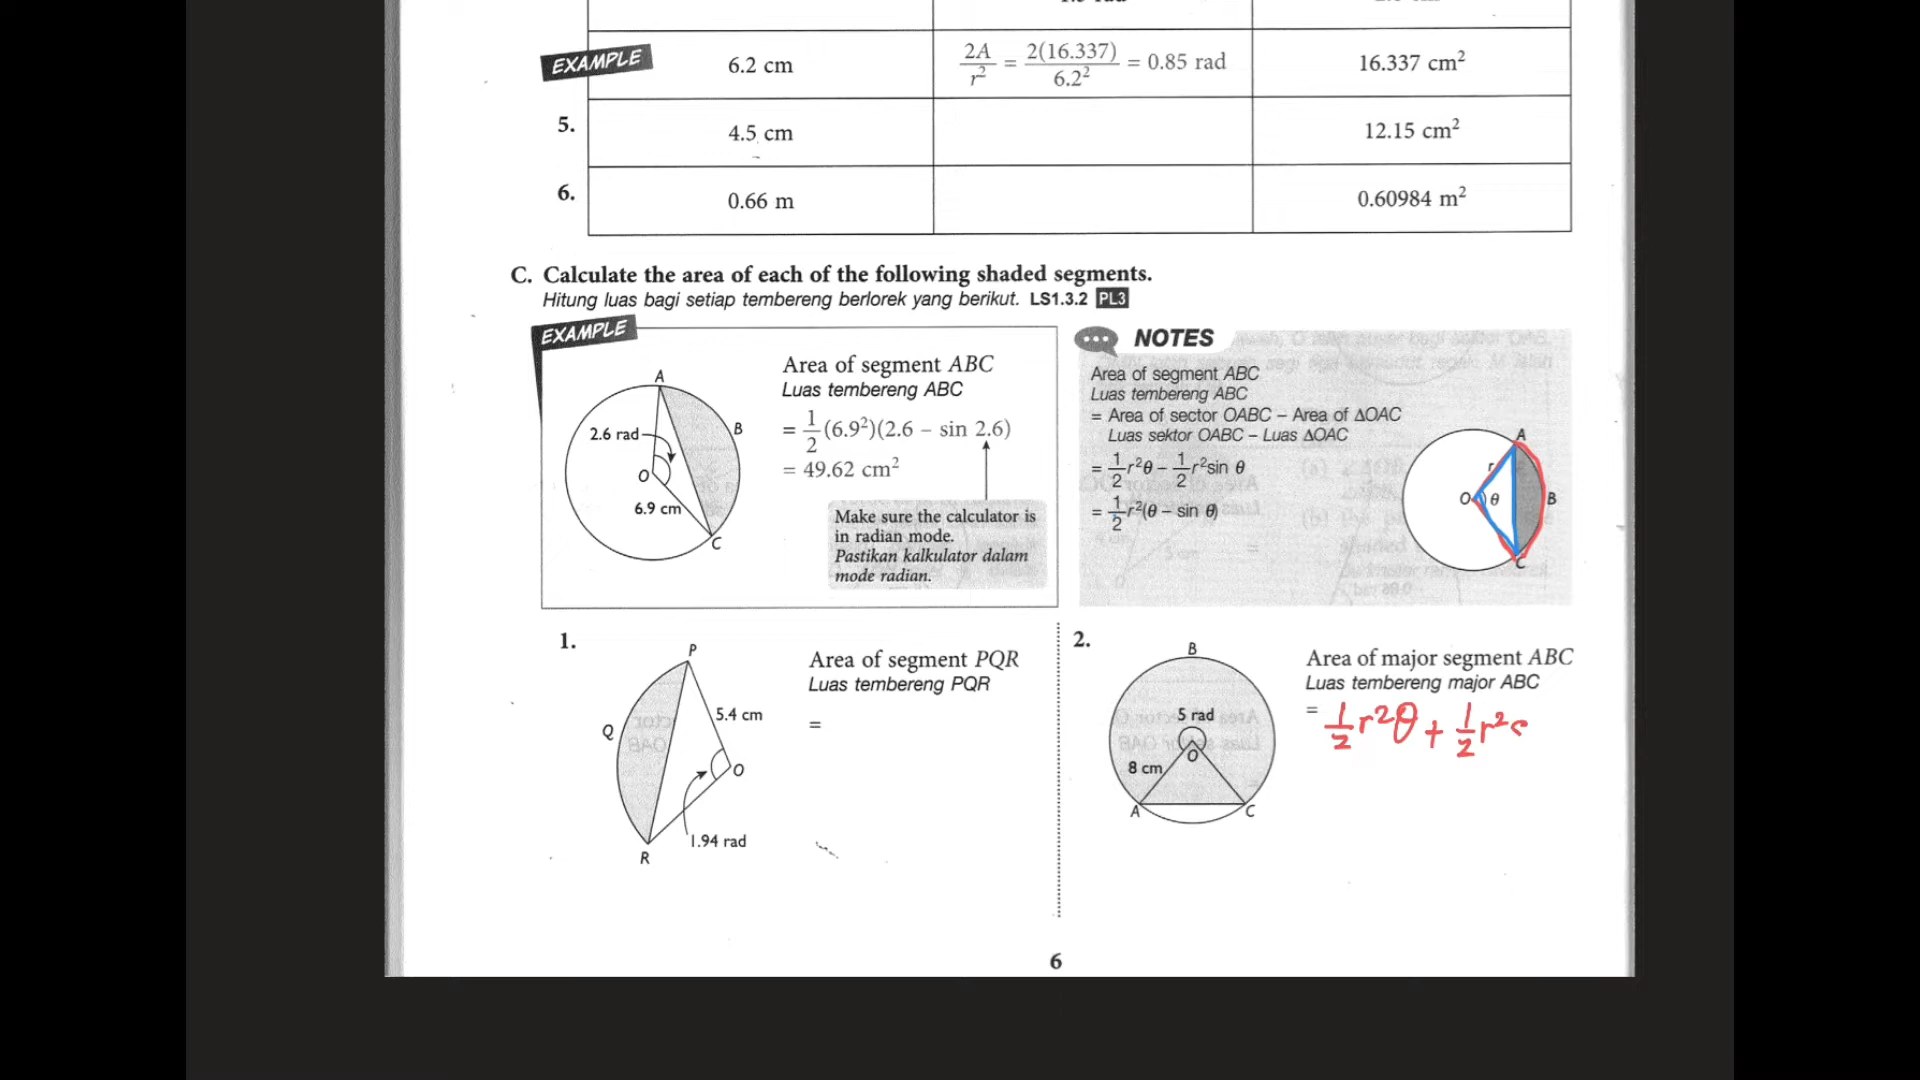 EXAMPLE
6.2 cm
2A/r² = 2(16.337)/6.2² = 0.85 rad
16.337 cm²
5.
4.5 cm
12.15 cm²
6.
0.66 m
0.60984 m²
C. Calculate the area of each of the following shaded segments.
Hitung luas bagi setiap tembereng berlorek yang berikut. LS1.3.2 PL3
EXAMPLE
A
2.6 rad
B
O
6.9 cm
C
Area of segment ABC
Luas tembereng ABC
= 1/2(6.9²)(2.6 – sin 2.6)
= 49.62 cm²
Make sure the calculator is
in radian mode.
Pastikan kalkulator dalam
mode radian.
NOTES
Area of segment ABC
Luas tembereng ABC
= Area of sector OABC – Area of ΔOAC
Luas sektor OABC – Luas ΔOAC
= 1/2r²θ – 1/2r²sin θ
= 1/2r²(θ – sin θ)
A
r
O θ
B
C
1.
P
5.4 cm
Q
O
1.94 rad
R
Area of segment PQR
Luas tembereng PQR
=
2.
B
5 rad
O
8 cm
A
C
Area of major segment ABC
Luas tembereng major ABC
= 1/2r²θ + 1/2r²s
6